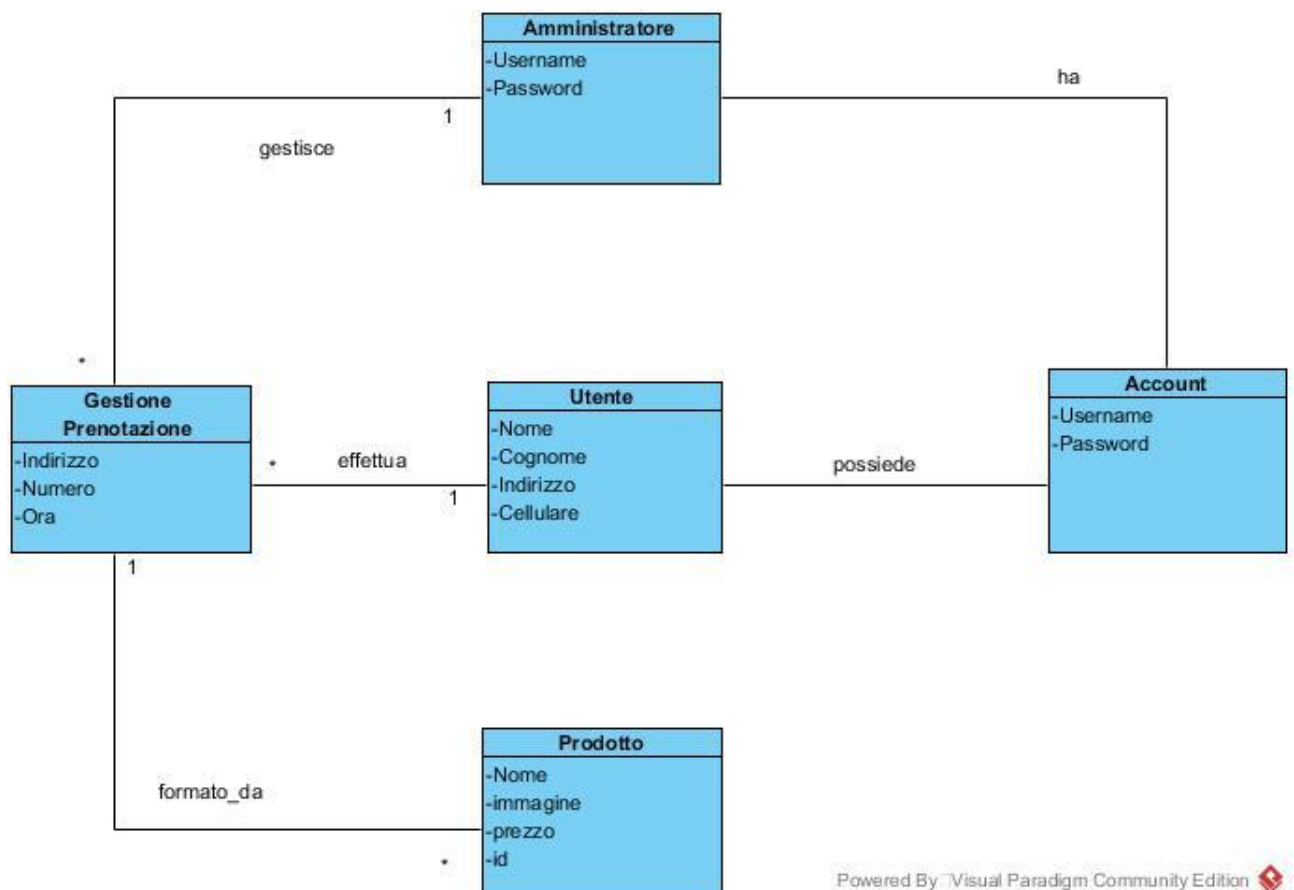 Amministratore
-Username
-Password
1
ha
gestisce
*
Gestione
Prenotazione
-Indirizzo
-Numero
-Ora
*
effettua
1
Utente
-Nome
-Cognome
-Indirizzo
-Cellulare
possiede
Account
-Username
-Password
1
formato_da
*
Prodotto
-Nome
-immagine
-prezzo
-id
Powered By Visual Paradigm Community Edition